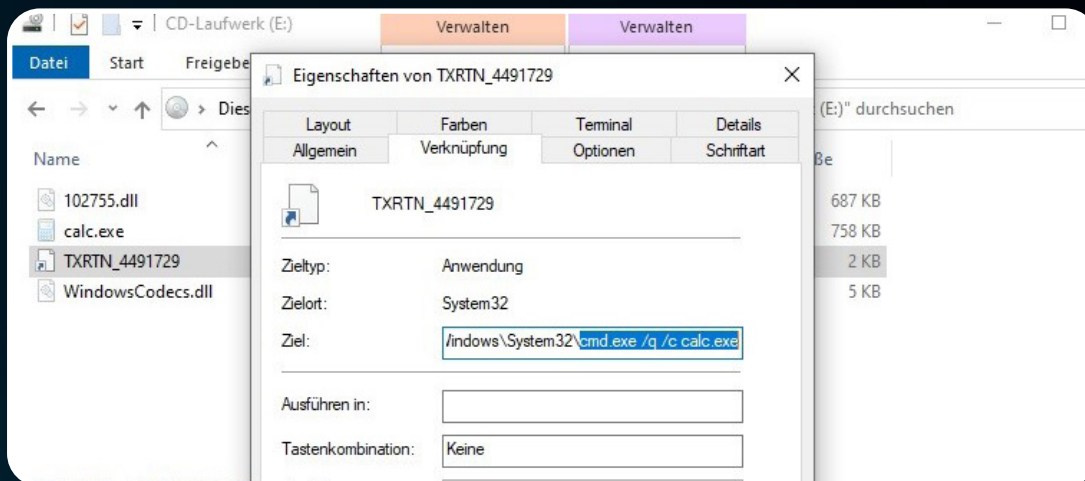 CD-Laufwerk (E:)
Verwalten
Verwalten
Datei
Start
Freigebe
Eigenschaften von TXRTN_4491729
Dies
(E:)" durchsuchen
Layout
Farben
Terminal
Details
Allgemein
Verknüpfung
Optionen
Schriftart
Name
ße
102755.dll
687 KB
calc.exe
758 KB
TXRTN_4491729
2 KB
WindowsCodecs.dll
5 KB
TXRTN_4491729
Zieltyp:
Anwendung
Zielort:
System32
Ziel:
indows\System32\cmd.exe /q /c calc.exe
Ausführen in:
Tastenkombination:
Keine